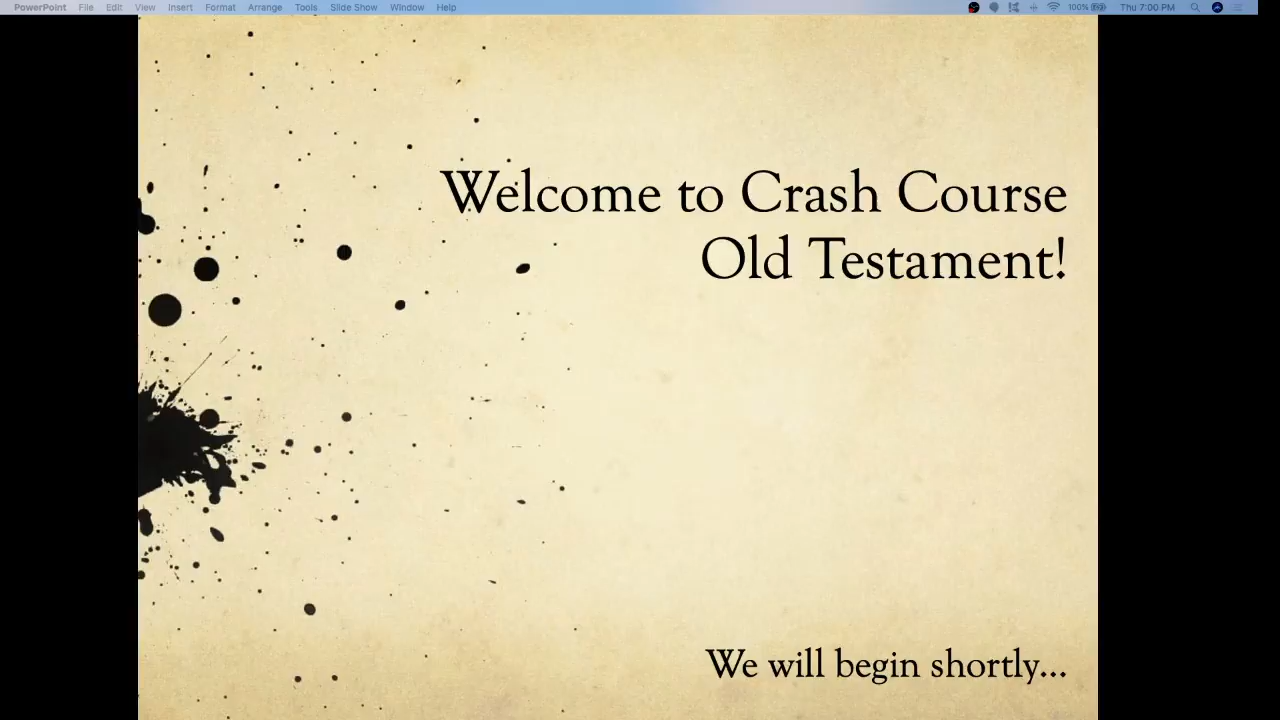 PowerPoint File Edit View Insert Format Arrange Tools Slide Show Window Help 100% Thu 7:00 PM
Welcome to Crash Course
Old Testament!
We will begin shortly...